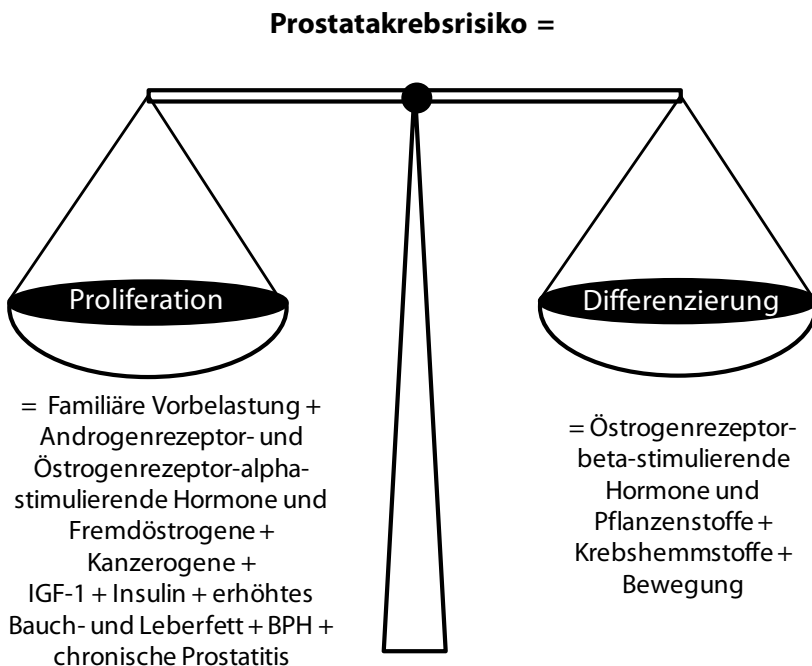 Prostatakrebsrisiko =
Proliferation
Differenzierung
= Familiäre Vorbelastung +
Androgenrezeptor- und
Östrogenrezeptor-alpha-
stimulierende Hormone und
Fremdöstrogene +
Kanzerogene +
IGF-1 + Insulin + erhöhtes
Bauch- und Leberfett + BPH +
chronische Prostatitis
= Östrogenrezeptor-
beta-stimulierende
Hormone und
Pflanzenstoffe +
Krebshemmstoffe +
Bewegung